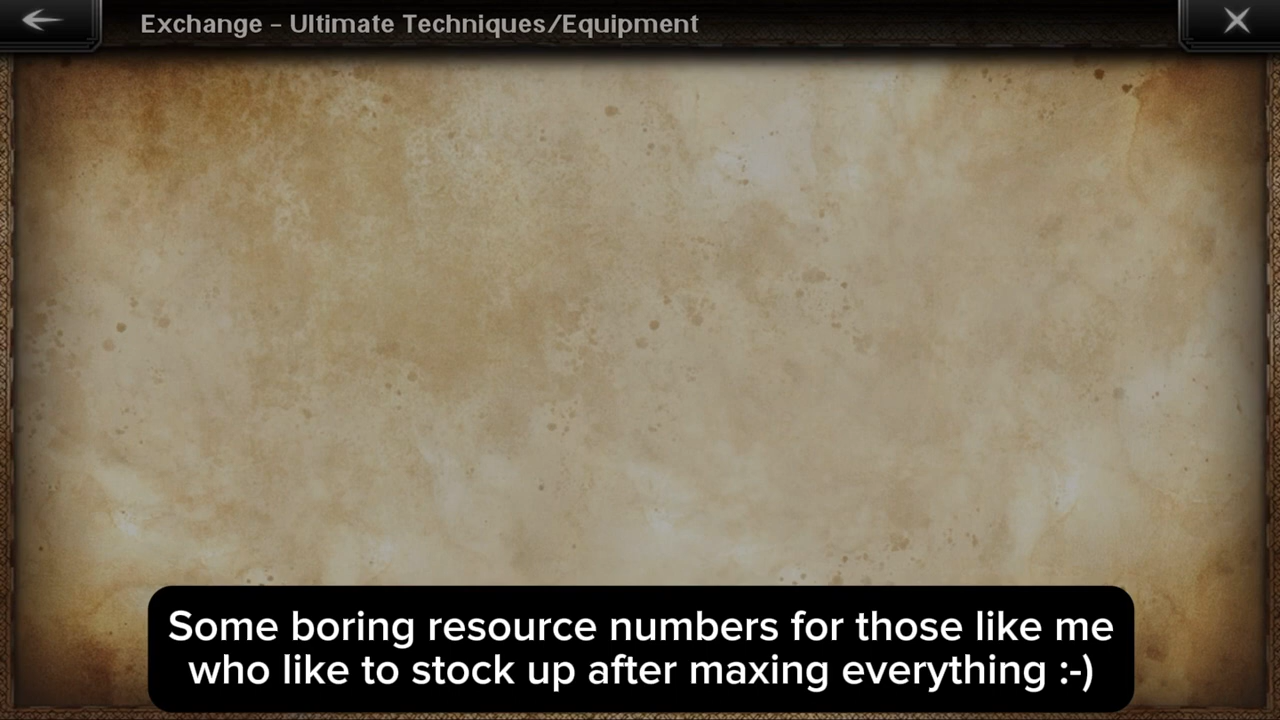 Exchange – Ultimate Techniques/Equipment
Some boring resource numbers for those like me
who like to stock up after maxing everything :-)